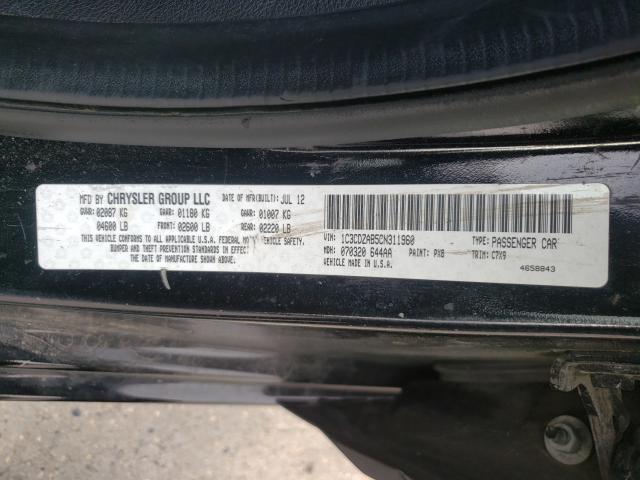 MFD BY CHRYSLER GROUP LLC DATE OF MFR(BUILT): JUL 12
GVWR: 02087 KG GAWR: 01180 KG GAWR: 01007 KG
04600 LB FRONT: 02600 LB REAR: 02220 LB
THIS VEHICLE CONFORMS TO ALL APPLICABLE U.S.A. FEDERAL MOTOR VEHICLE SAFETY,
BUMPER AND THEFT PREVENTION STANDARDS IN EFFECT ON
THE DATE OF MANUFACTURE SHOWN ABOVE.
VIN: 1C3CDZAB5CN311960 TYPE: PASSENGER CAR
MDH: 070320 644AA PAINT: PX8 TRIM: C7X9
VEHICLE MADE IN U.S.A.
4658843